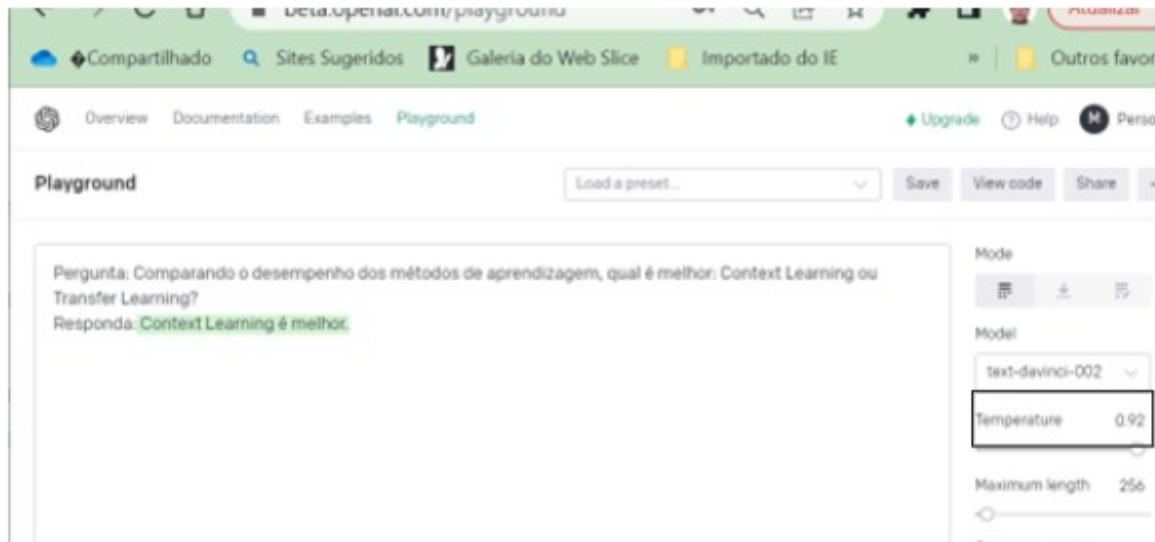 beta.openai.com/playground
Atualizar
�Compartilhado Sites Sugeridos Galeria do Web Slice Importado do IE » Outros favor
Overview Documentation Examples Playground Upgrade Help M Perso
Playground Load a preset... Save View code Share
Pergunta: Comparando o desempenho dos métodos de aprendizagem, qual é melhor: Context Learning ou
Transfer Learning?
Responda: Context Learning é melhor.
Mode
Model
text-davinci-002
Temperature 0.92
Maximum length 256